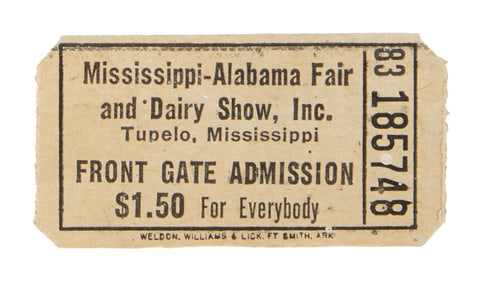 Mississippi-Alabama Fair
and Dairy Show, Inc.
Tupelo, Mississippi
FRONT GATE ADMISSION
$1.50 For Everybody
WELDON, WILLIAMS & LICK, FT SMITH, ARK
83 185748